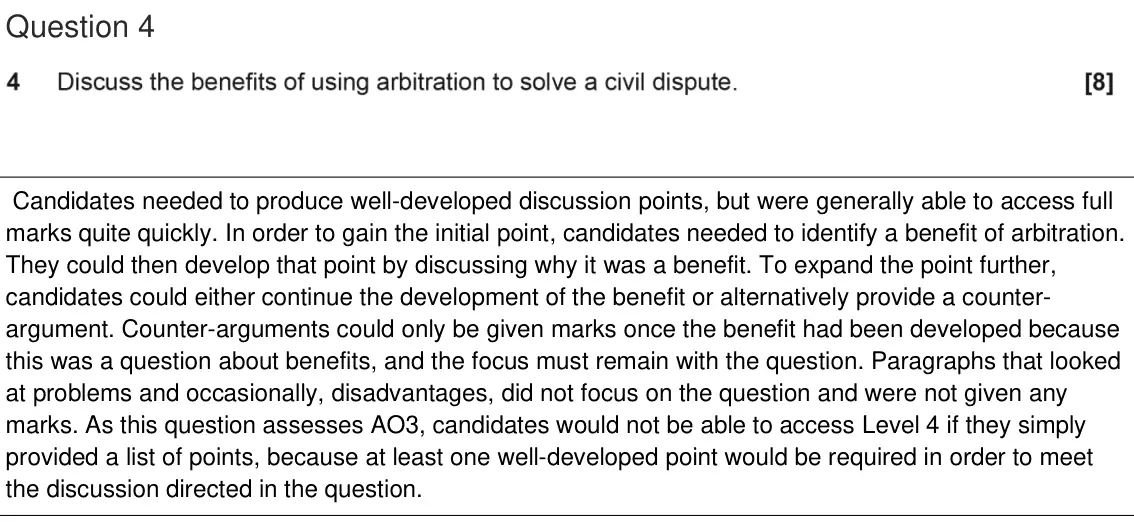 Question 4
4 Discuss the benefits of using arbitration to solve a civil dispute. [8]
Candidates needed to produce well-developed discussion points, but were generally able to access full
marks quite quickly. In order to gain the initial point, candidates needed to identify a benefit of arbitration.
They could then develop that point by discussing why it was a benefit. To expand the point further,
candidates could either continue the development of the benefit or alternatively provide a counter-
argument. Counter-arguments could only be given marks once the benefit had been developed because
this was a question about benefits, and the focus must remain with the question. Paragraphs that looked
at problems and occasionally, disadvantages, did not focus on the question and were not given any
marks. As this question assesses AO3, candidates would not be able to access Level 4 if they simply
provided a list of points, because at least one well-developed point would be required in order to meet
the discussion directed in the question.